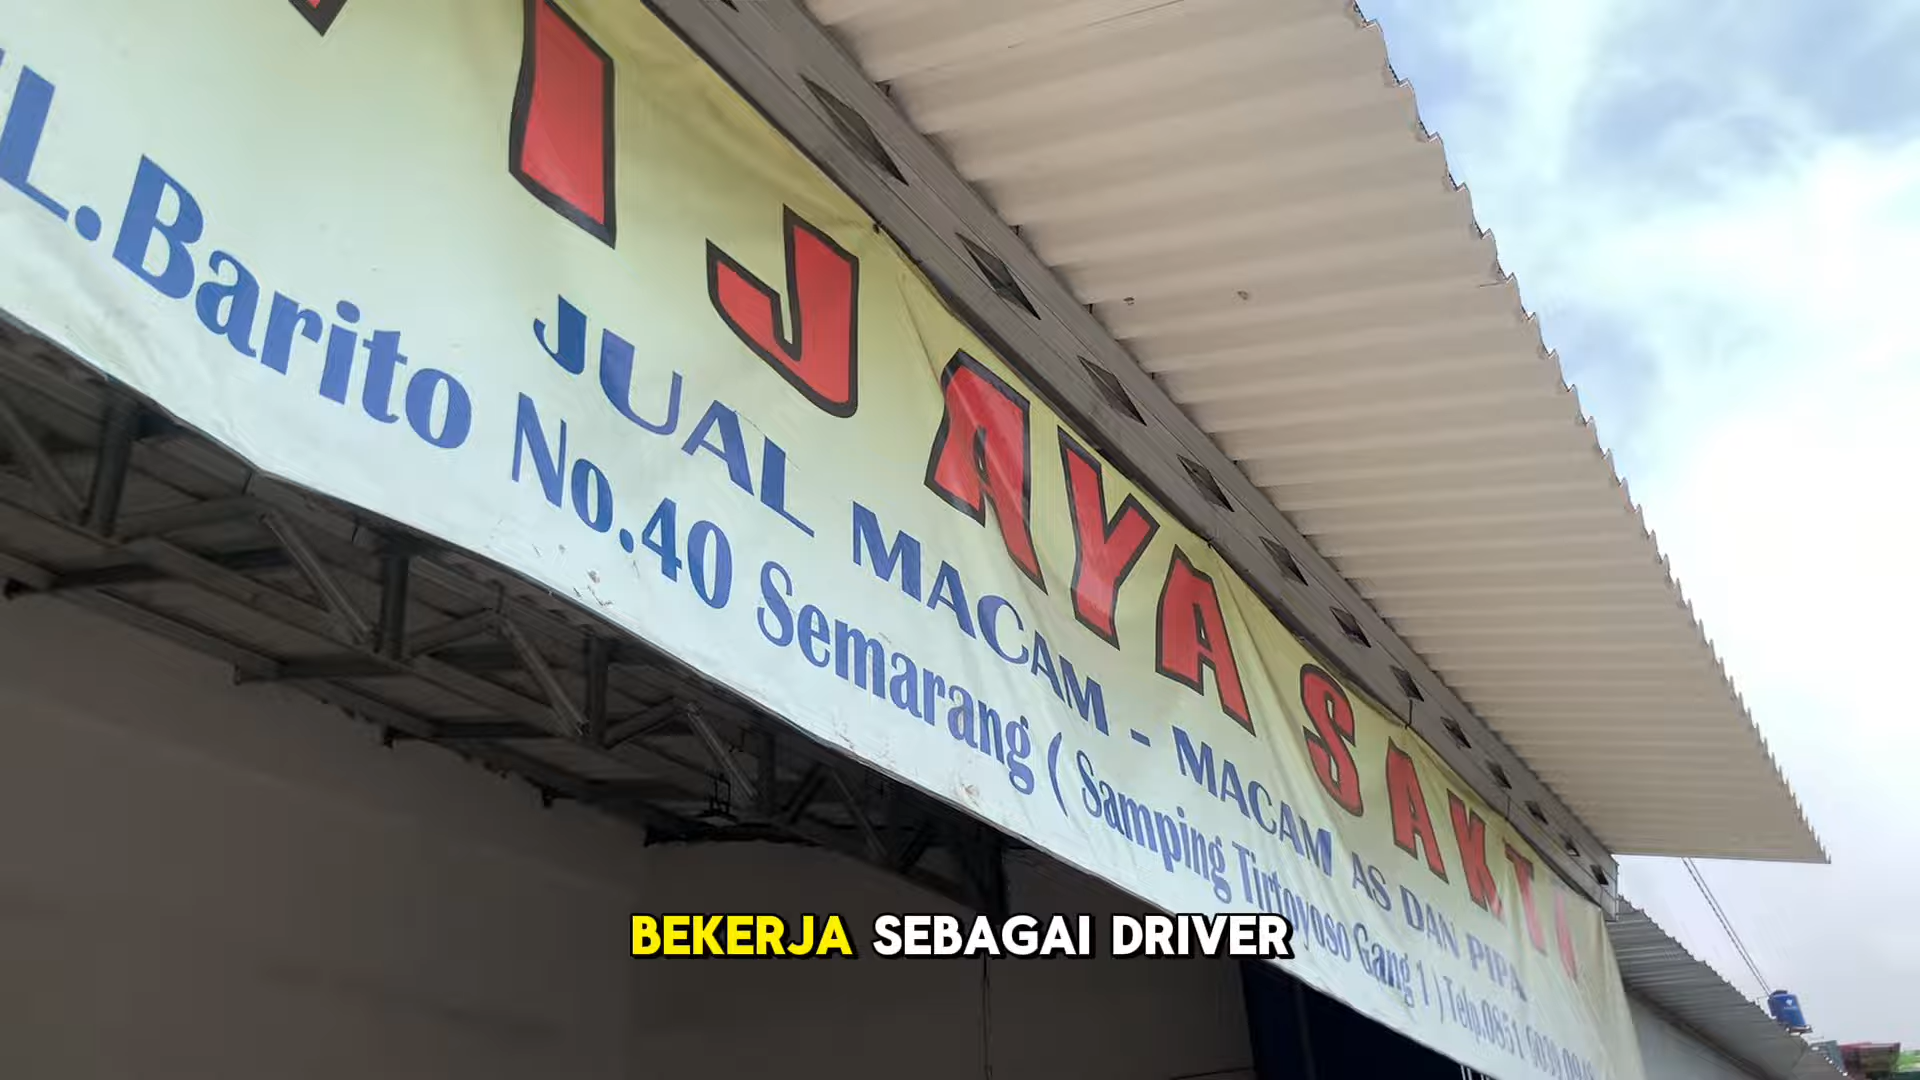 I JAYA SAKTI
JUAL MACAM - MACAM AS DAN PIPA
JL.Barito No.40 Semarang ( Samping Tirtoyoso Gang 1 ) Telp.0851
BEKERJA SEBAGAI DRIVER